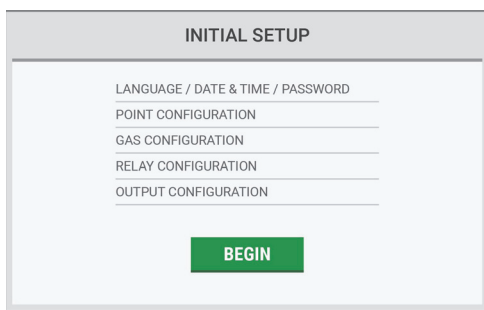 INITIAL SETUP
LANGUAGE / DATE & TIME / PASSWORD
POINT CONFIGURATION
GAS CONFIGURATION
RELAY CONFIGURATION
OUTPUT CONFIGURATION
BEGIN